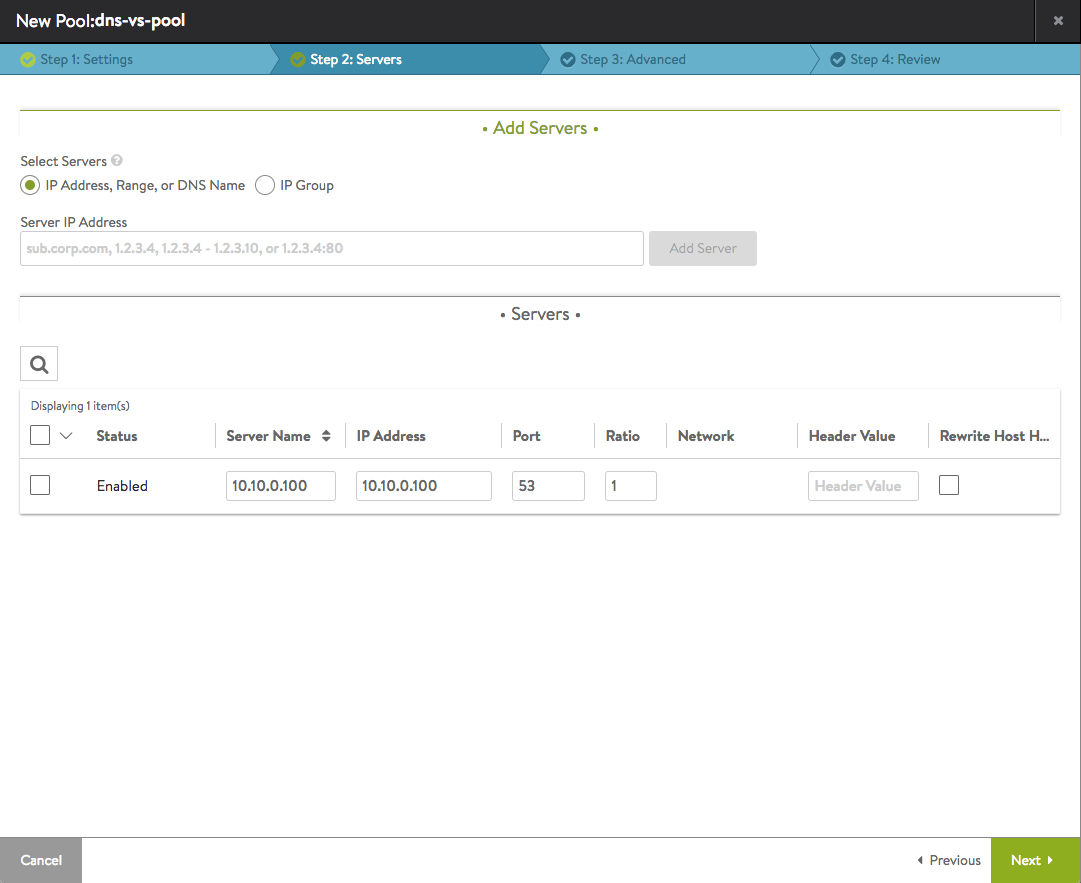 New Pool:dns-vs-pool
Step 1: Settings Step 2: Servers Step 3: Advanced Step 4: Review
• Add Servers •
Select Servers ?
IP Address, Range, or DNS Name IP Group
Server IP Address
sub.corp.com, 1.2.3.4, 1.2.3.4 - 1.2.3.10, or 1.2.3.4:80 Add Server
• Servers •
Displaying 1 item(s)
Status Server Name IP Address Port Ratio Network Header Value Rewrite Host H...
Enabled 10.10.0.100 10.10.0.100 53 1 Header Value
Cancel Previous Next